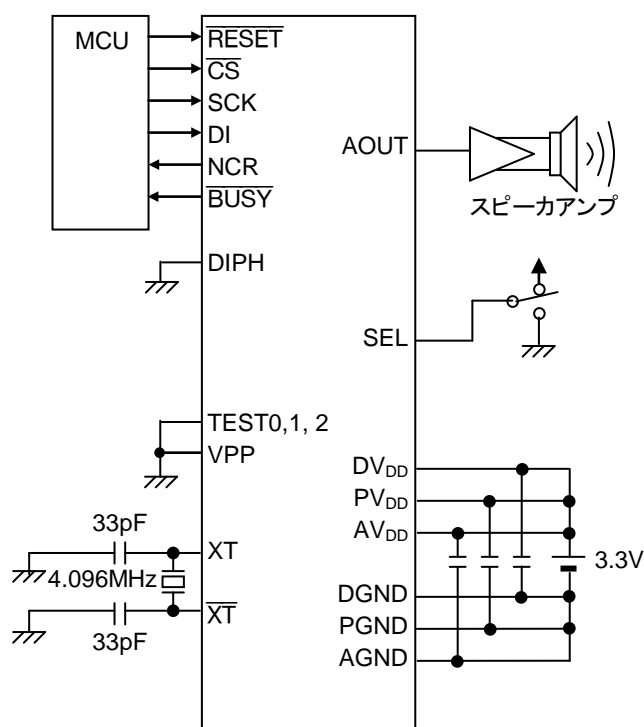 MCU
RESET
CS
SCK
DI
NCR
BUSY
DIPH
TEST0,1, 2
VPP
33pF
XT
4.096MHz
XT
33pF
AOUT
スピーカアンプ
SEL
DVDD
PVDD
AVDD
3.3V
DGND
PGND
AGND